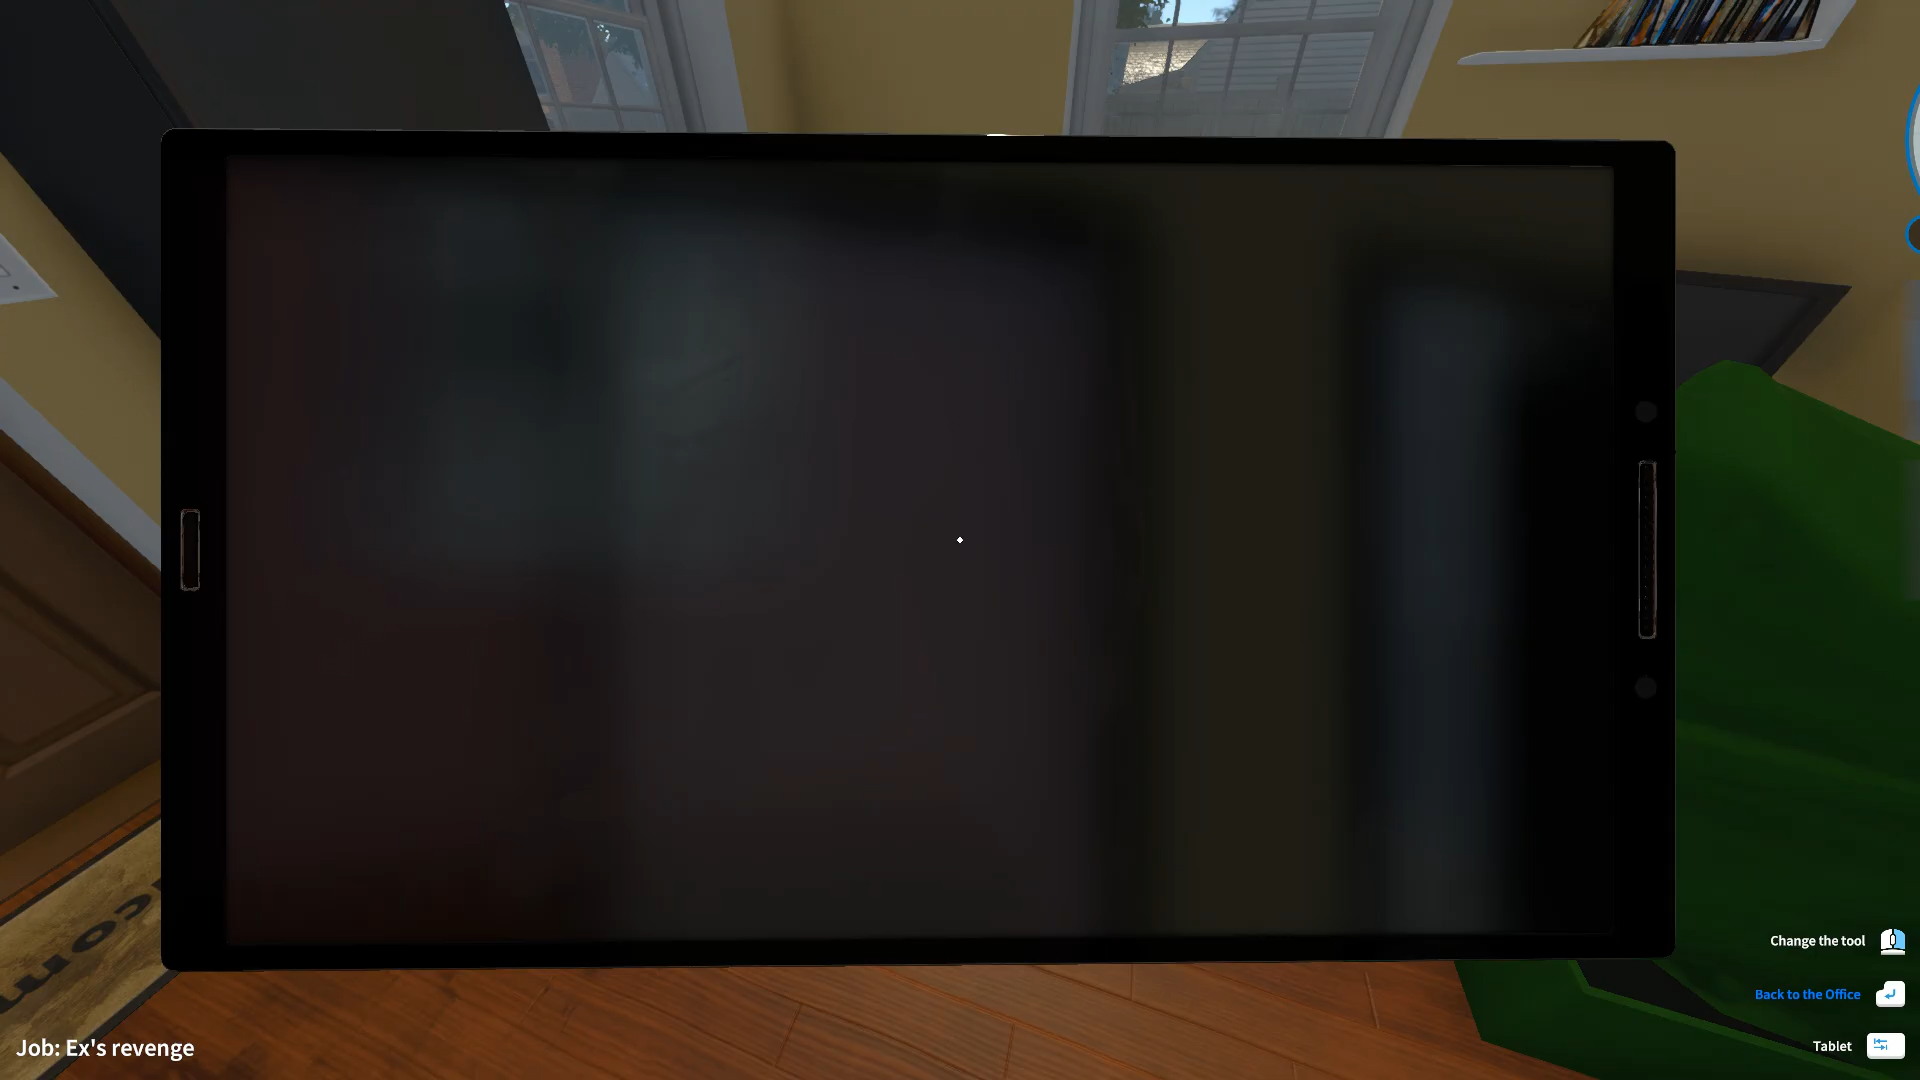 Change the tool
Back to the Office
Job: Ex's revenge
Tablet